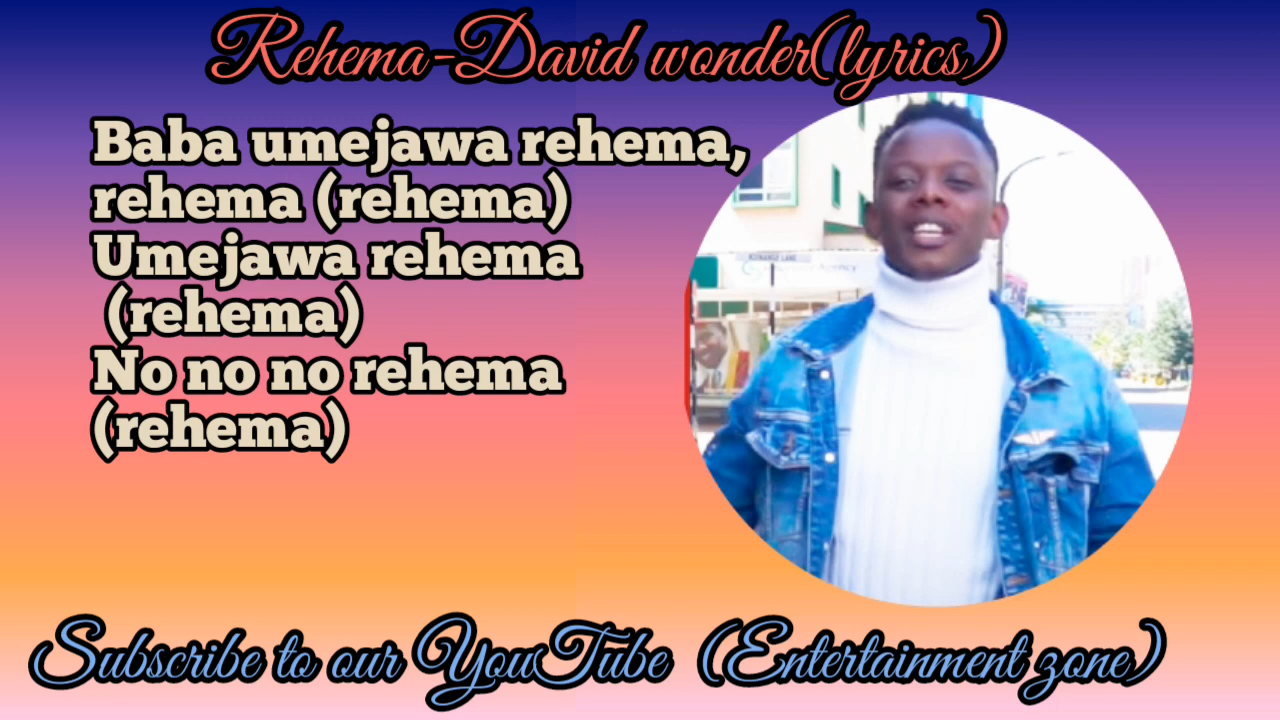 Rehema-David wonder(lyrics)
Baba umejawa rehema,
rehema (rehema)
Umejawa rehema
(rehema)
No no no rehema
(rehema)
Subscribe to our YouTube (Entertainment zone)